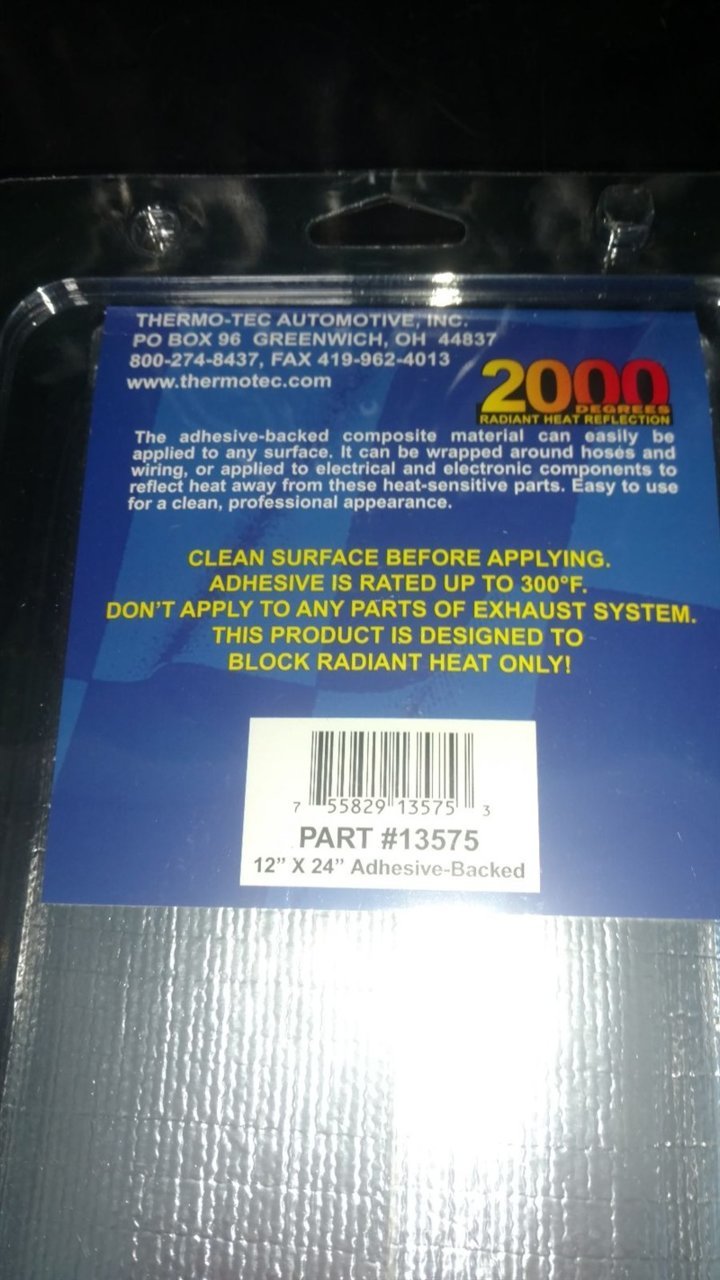 THERMO-TEC AUTOMOTIVE, INC.
PO BOX 96 GREENWICH, OH 44837
800-274-8437, FAX 419-962-4013
www.thermotec.com
2000
DEGREES
RADIANT HEAT REFLECTION
The adhesive-backed composite material can easily be
applied to any surface. It can be wrapped around hoses and
wiring, or applied to electrical and electronic components to
reflect heat away from these heat-sensitive parts. Easy to use
for a clean, professional appearance.
CLEAN SURFACE BEFORE APPLYING.
ADHESIVE IS RATED UP TO 300°F.
DON'T APPLY TO ANY PARTS OF EXHAUST SYSTEM.
THIS PRODUCT IS DESIGNED TO
BLOCK RADIANT HEAT ONLY!
7 55829 13575 3
PART #13575
12" X 24" Adhesive-Backed